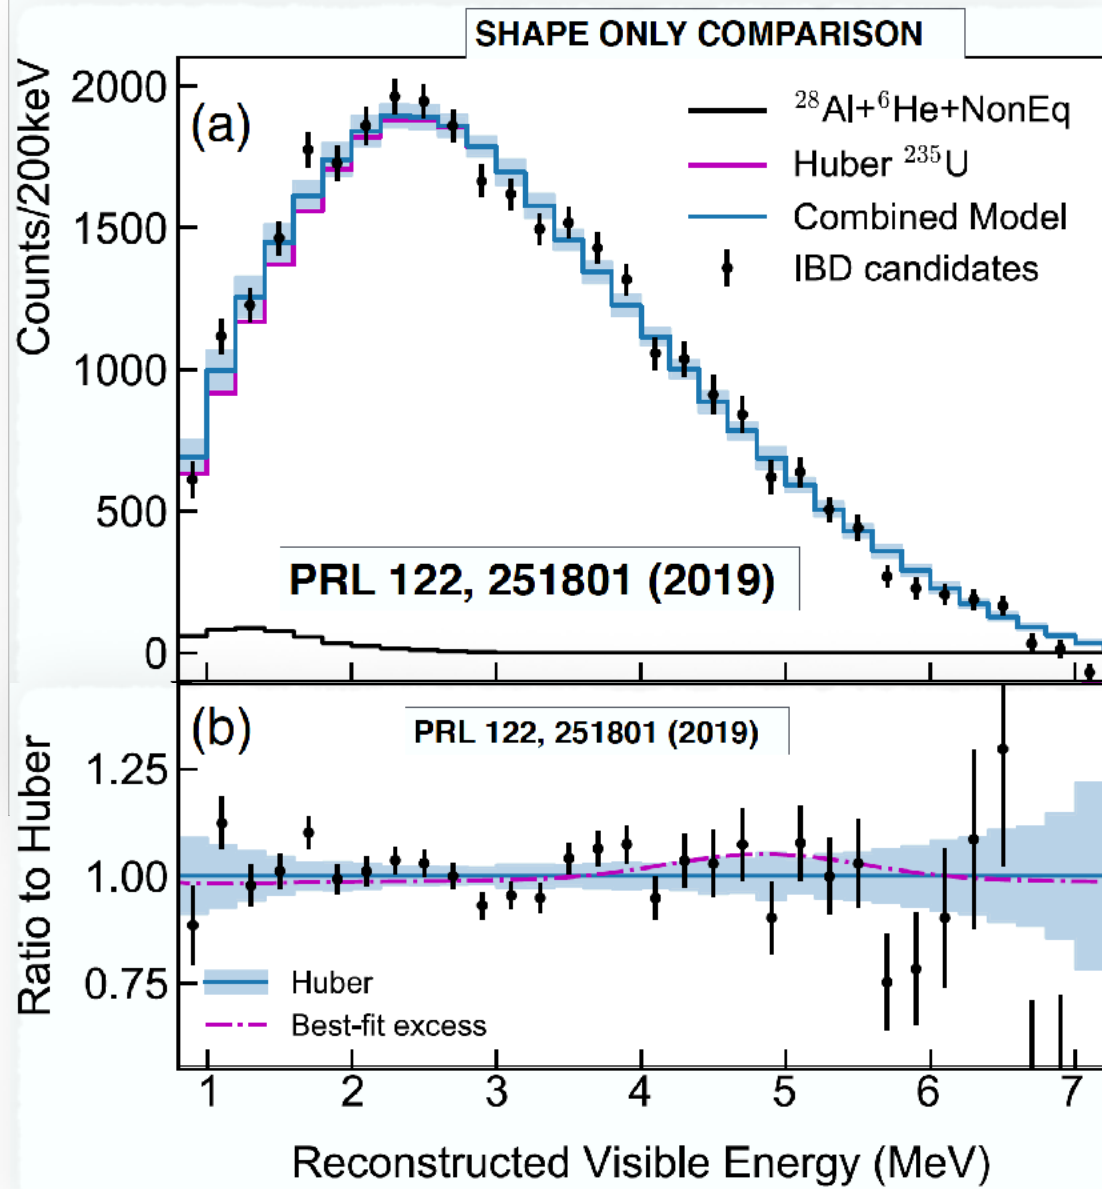 SHAPE ONLY COMPARISON
Counts/200keV
2000
1500
1000
500
0
(a)
²⁸Al+⁶He+NonEq
Huber ²³⁵U
Combined Model
IBD candidates
PRL 122, 251801 (2019)
Ratio to Huber
1.25
1.00
0.75
(b)
PRL 122, 251801 (2019)
Huber
Best-fit excess
1 2 3 4 5 6 7
Reconstructed Visible Energy (MeV)